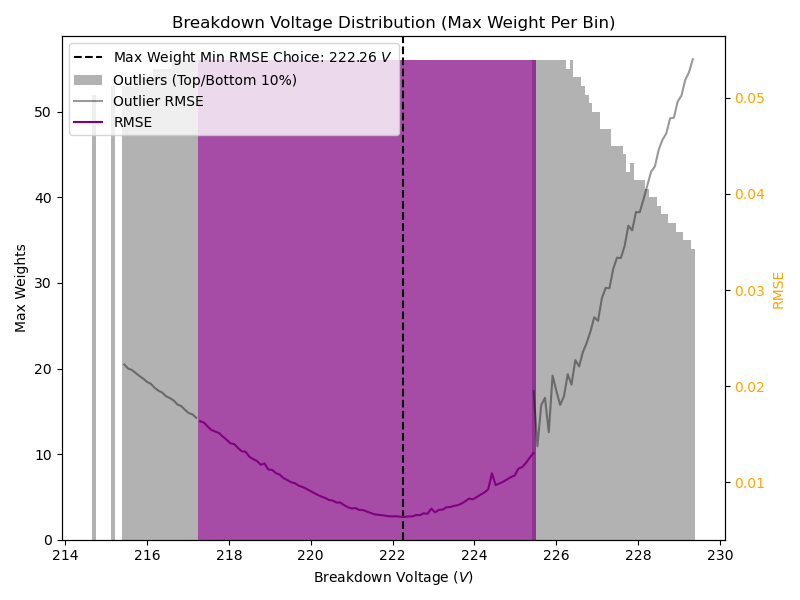 Breakdown Voltage Distribution (Max Weight Per Bin)
Max Weight Min RMSE Choice: 222.26 V
Outliers (Top/Bottom 10%)
Outlier RMSE
RMSE
Max Weights
50
40
30
20
10
0
0.05
0.04
0.03
0.02
0.01
RMSE
214 216 218 220 222 224 226 228 230
Breakdown Voltage (V)